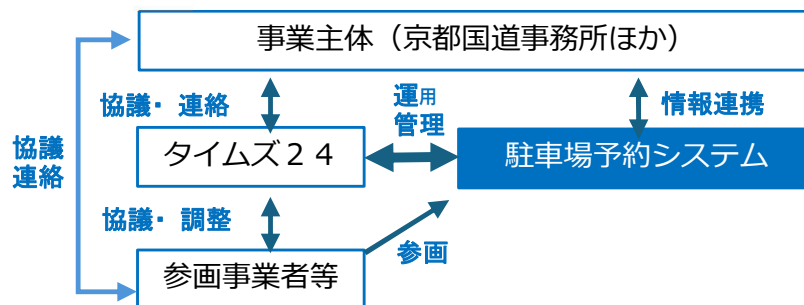 事業主体（京都国道事務所ほか）
協議・ 連絡
運用
管理
情報連携
協議
連絡
タイムズ２４
駐車場予約システム
協議・ 調整
参画
参画事業者等